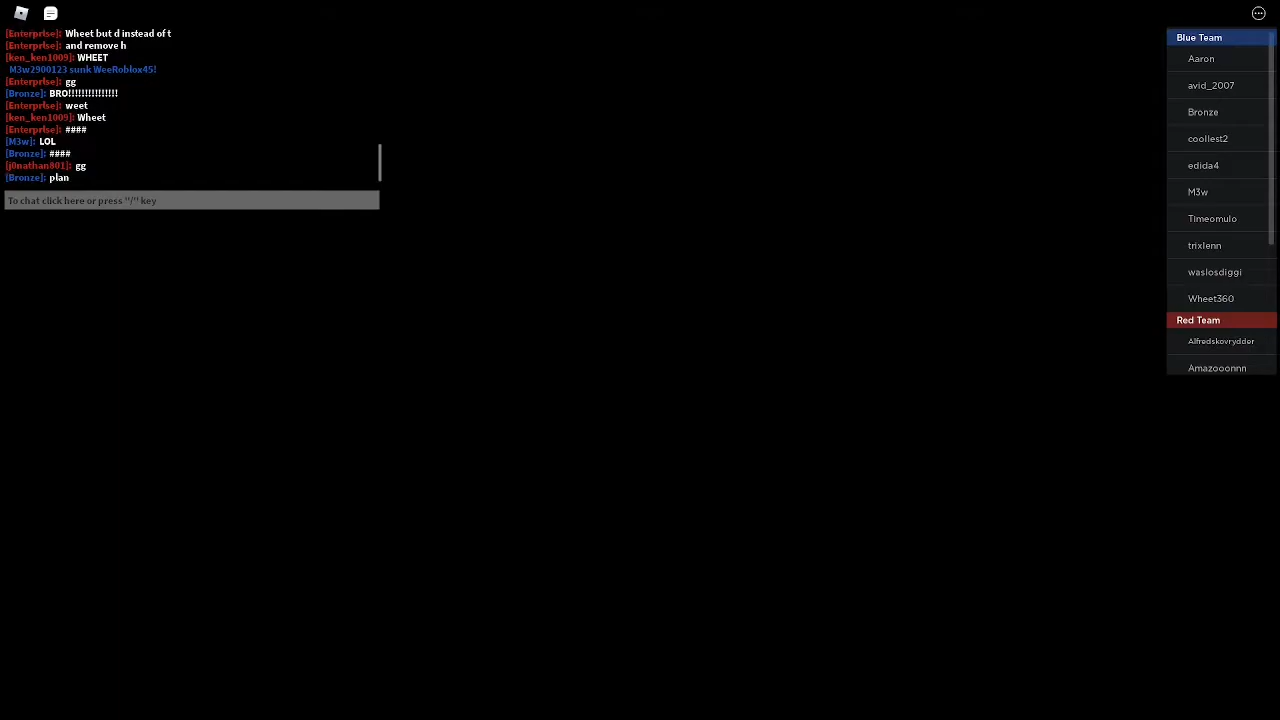 [Enterprise]: Wheet but d instead of t
[Enterprise]: and remove h
[ken_ken1009]: WHEET
M3w2900123 sunk WeeRoblox45!
[Enterprise]: gg
[Bronze]: BRO!!!!!!!!!!!!!!
[Enterprise]: weet
[ken_ken1009]: Wheet
[Enterprise]: ####
[M3w]: LOL
[Bronze]: ####
[j0nathan801]: gg
[Bronze]: plan
To chat click here or press "/" key
Blue Team
Aaron
avid_2007
Bronze
coollest2
edida4
M3w
Timeomulo
trixlenn
waslosdiggi
Wheet360
Red Team
Alfredskovrydder
Amazooonnn